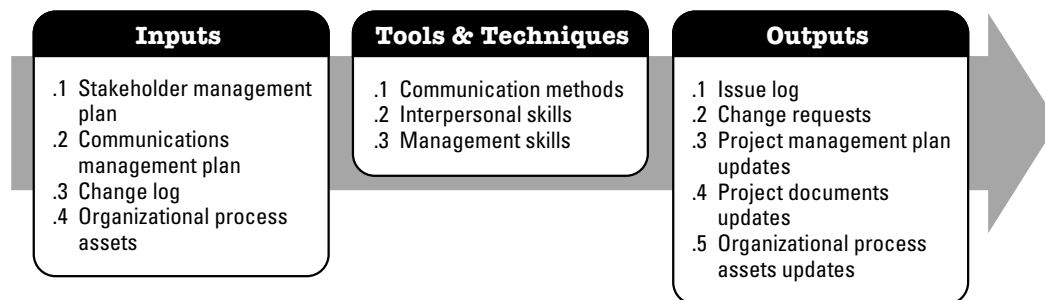 Inputs
.1 Stakeholder management
plan
.2 Communications
management plan
.3 Change log
.4 Organizational process
assets
Tools & Techniques
.1 Communication methods
.2 Interpersonal skills
.3 Management skills
Outputs
.1 Issue log
.2 Change requests
.3 Project management plan
updates
.4 Project documents
updates
.5 Organizational process
assets updates